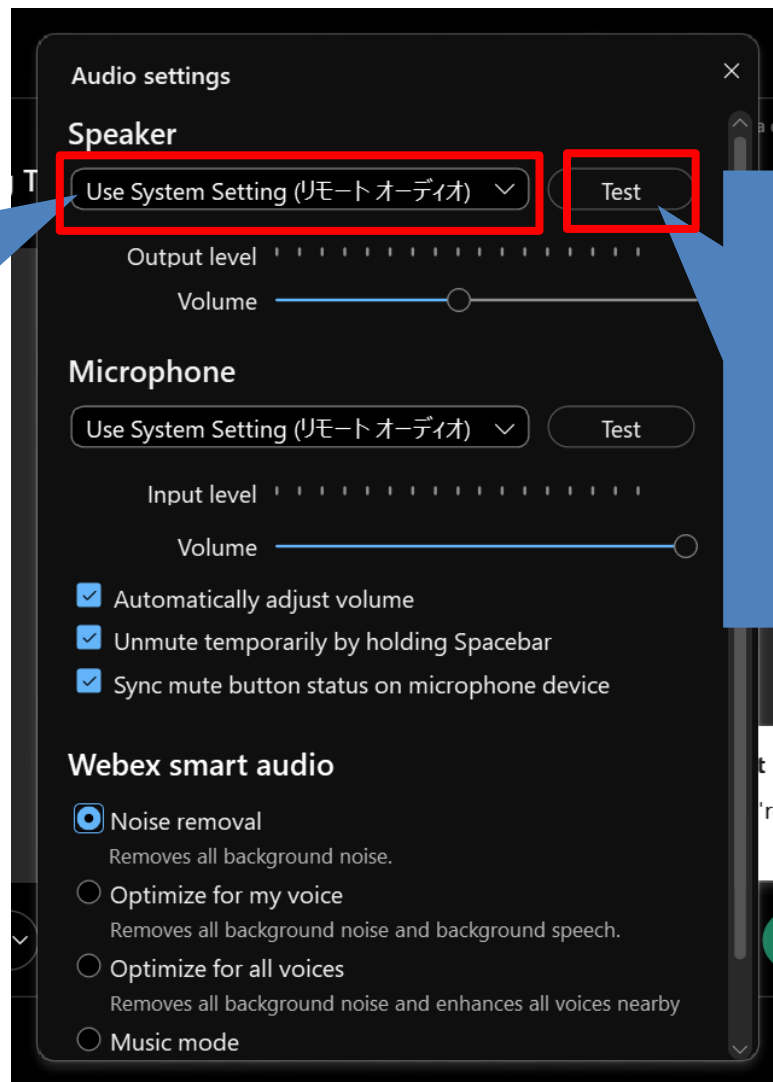 Audio settings
Speaker
Use System Setting (リモート オーディオ)
Test
Output level
Volume
Microphone
Use System Setting (リモート オーディオ)
Test
Input level
Volume
Automatically adjust volume
Unmute temporarily by holding Spacebar
Sync mute button status on microphone device
Webex smart audio
Noise removal
Removes all background noise.
Optimize for my voice
Removes all background noise and background speech.
Optimize for all voices
Removes all background noise and enhances all voices nearby
Music mode